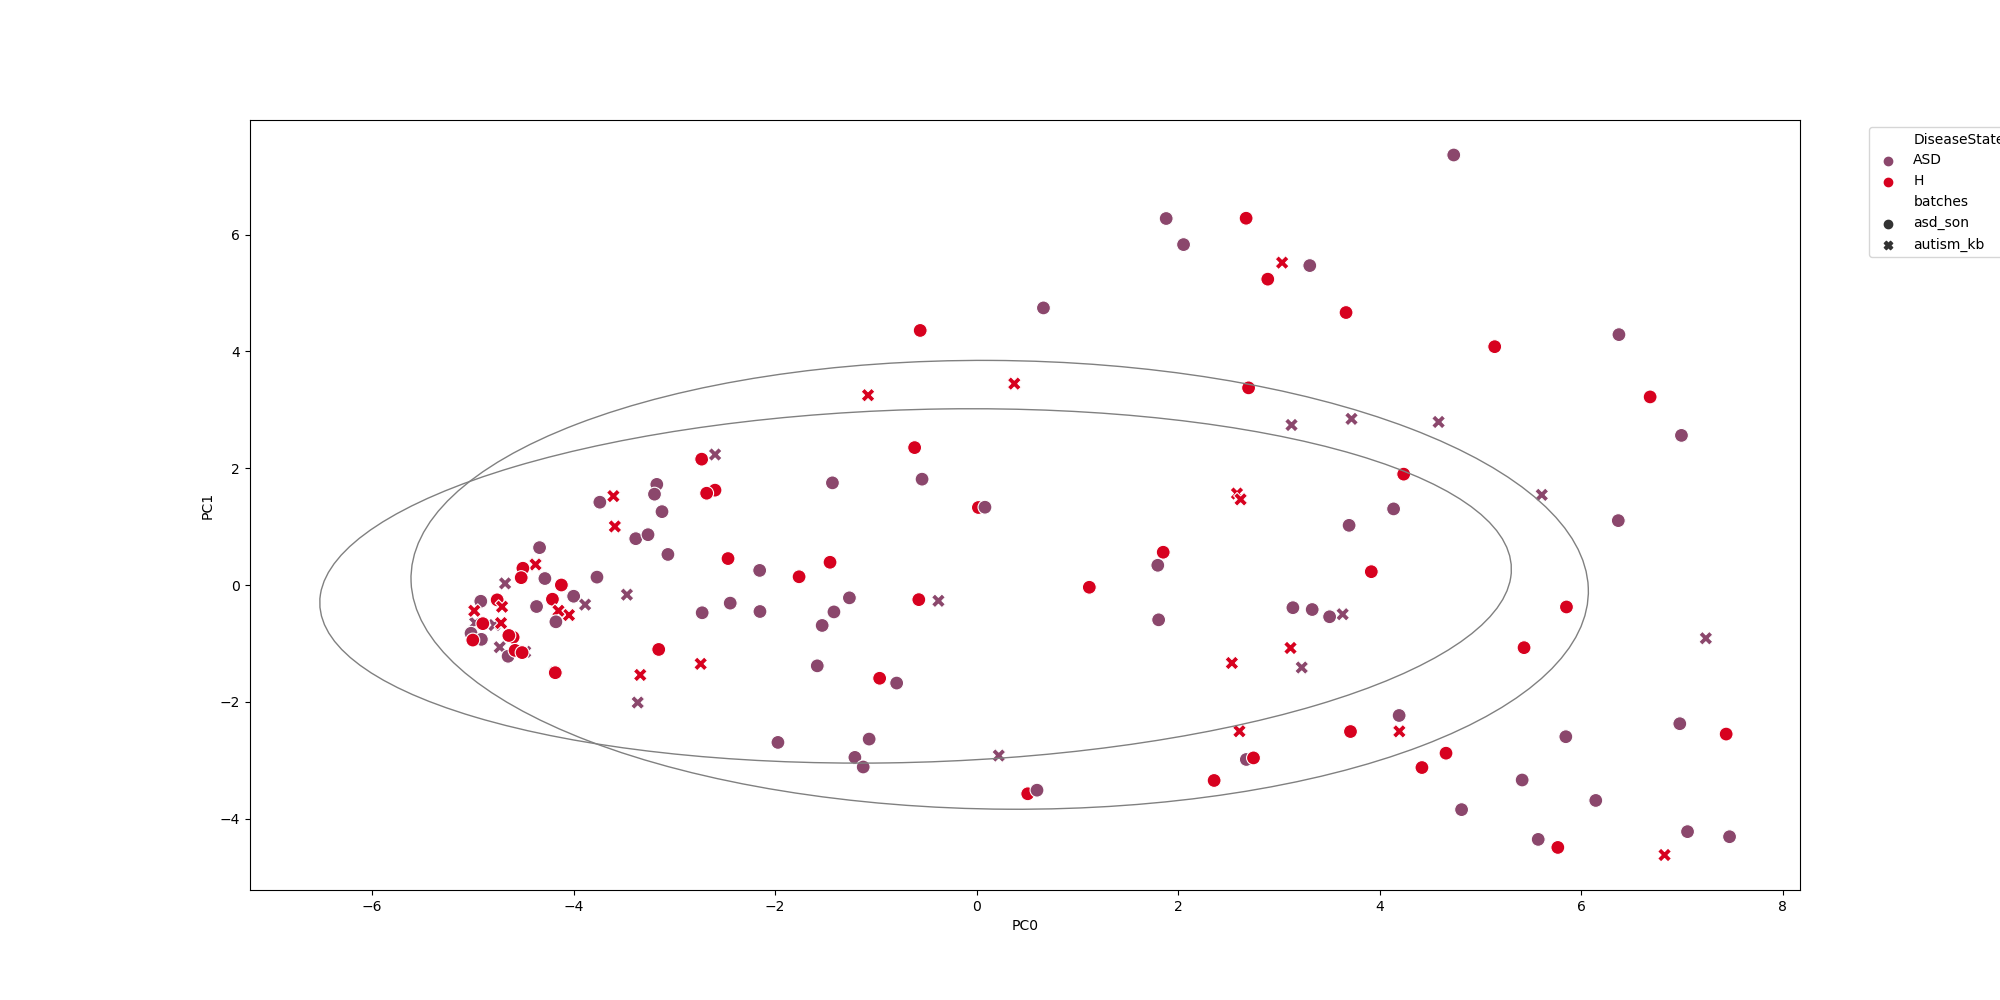 DiseaseState
ASD
H
batches
asd_son
autism_kb
6
4
2
0
−2
−4
PC1
−6 −4 −2 0 2 4 6 8
PC0